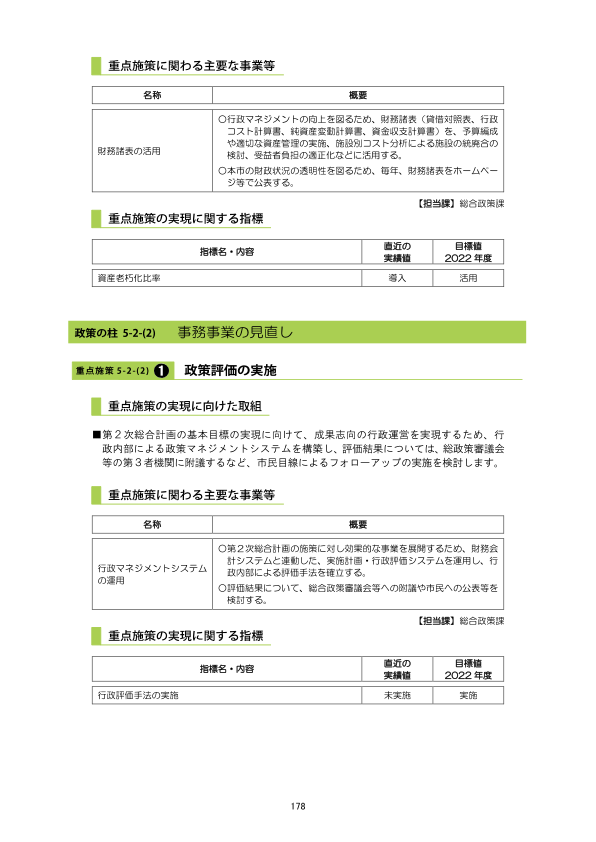 重点施策に関わる主要な事業等
名称 概要
財務諸表の活用
○行政マネジメントの向上を図るため、財務諸表（貸借対照表、行政
コスト計算書、純資産変動計算書、資金収支計算書）を、予算編成
や適切な資産管理の実施、施設別コスト分析による施設の統廃合の
検討、受益者負担の適正化などに活用する。
○本市の財政状況の透明性を図るため、毎年、財務諸表をホームペー
ジ等で公表する。
【担当課】総合政策課
重点施策の実現に関する指標
指標名・内容 直近の実績値 目標値2022 年度
資産老朽化比率 導入 活用
政策の柱 5-2-(2) 事務事業の見直し
重点施策 5-2-(2) ❶ 政策評価の実施
重点施策の実現に向けた取組
■第２次総合計画の基本目標の実現に向けて、成果志向の行政運営を実現するため、行
政内部による政策マネジメントシステムを構築し、評価結果については、総政策審議会
等の第３者機関に附議するなど、市民目線によるフォローアップの実施を検討します。
重点施策に関わる主要な事業等
名称 概要
行政マネジメントシステム
の運用
○第２次総合計画の施策に対し効果的な事業を展開するため、財務会
計システムと連動した、実施計画・行政評価システムを運用し、行
政内部による評価手法を確立する。
○評価結果について、総合政策審議会等への附議や市民への公表等を
検討する。
【担当課】総合政策課
重点施策の実現に関する指標
指標名・内容 直近の実績値 目標値2022 年度
行政評価手法の実施 未実施 実施
178